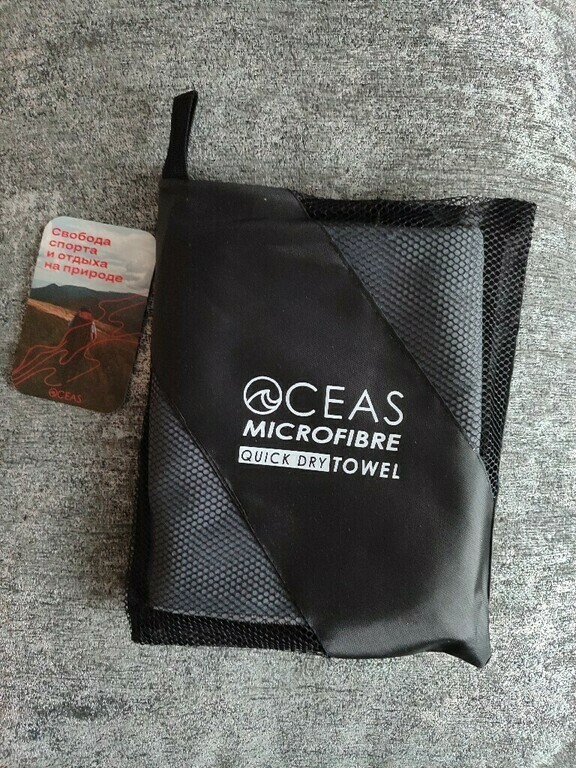 Свобода
спорта
и отдыха
на природе
OCEAS
OCEAS
MICROFIBRE
QUICK DRY TOWEL